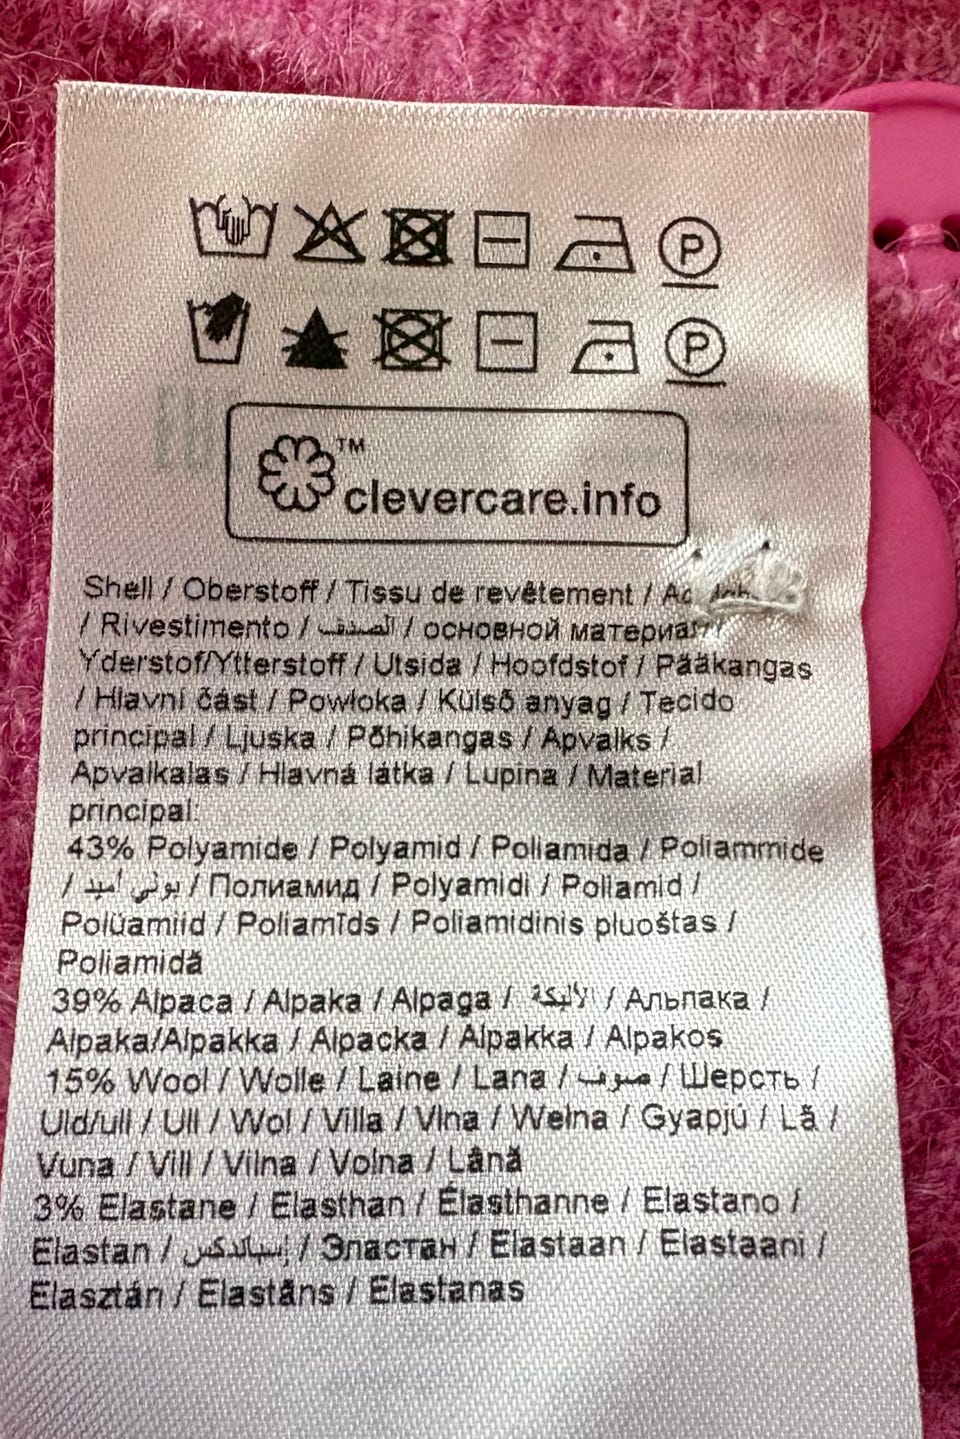 P
P
TM
clevercare.info
Shell / Oberstoff / Tissu de revêtement /
/ Rivestimento / الصدف / основной материал /
Yderstof/Ytterstoff / Utsida / Hoofdstof / Pääkangas
/ Hlavní část / Powłoka / Külső anyag / Tecido
principal / Ljuska / Põhikangas / Apvalks /
Apvalkalas / Hlavná látka / Lupina / Material
principal:
43% Polyamide / Polyamid / Poliamida / Poliammide
/ بولي أميد / Полиамид / Polyamidi / Poliamid /
Polüamiid / Poliamīds / Poliamidinis pluoštas /
Poliamidă
39% Alpaca / Alpaka / Alpaga / الألبكة / Альпака /
Alpaka/Alpakka / Alpacka / Alpakka / Alpakos
15% Wool / Wolle / Laine / Lana / صوف / Шерсть /
Uld/ull / Ull / Wol / Villa / Vlna / Wełna / Gyapjú / Lã /
Vuna / Vill / Vilna / Volna / Lână
3% Elastane / Elasthan / Élasthanne / Elastano /
Elastan / إسباندكس / Эластан / Elastaan / Elastaani /
Elasztán / Elastāns / Elastanas